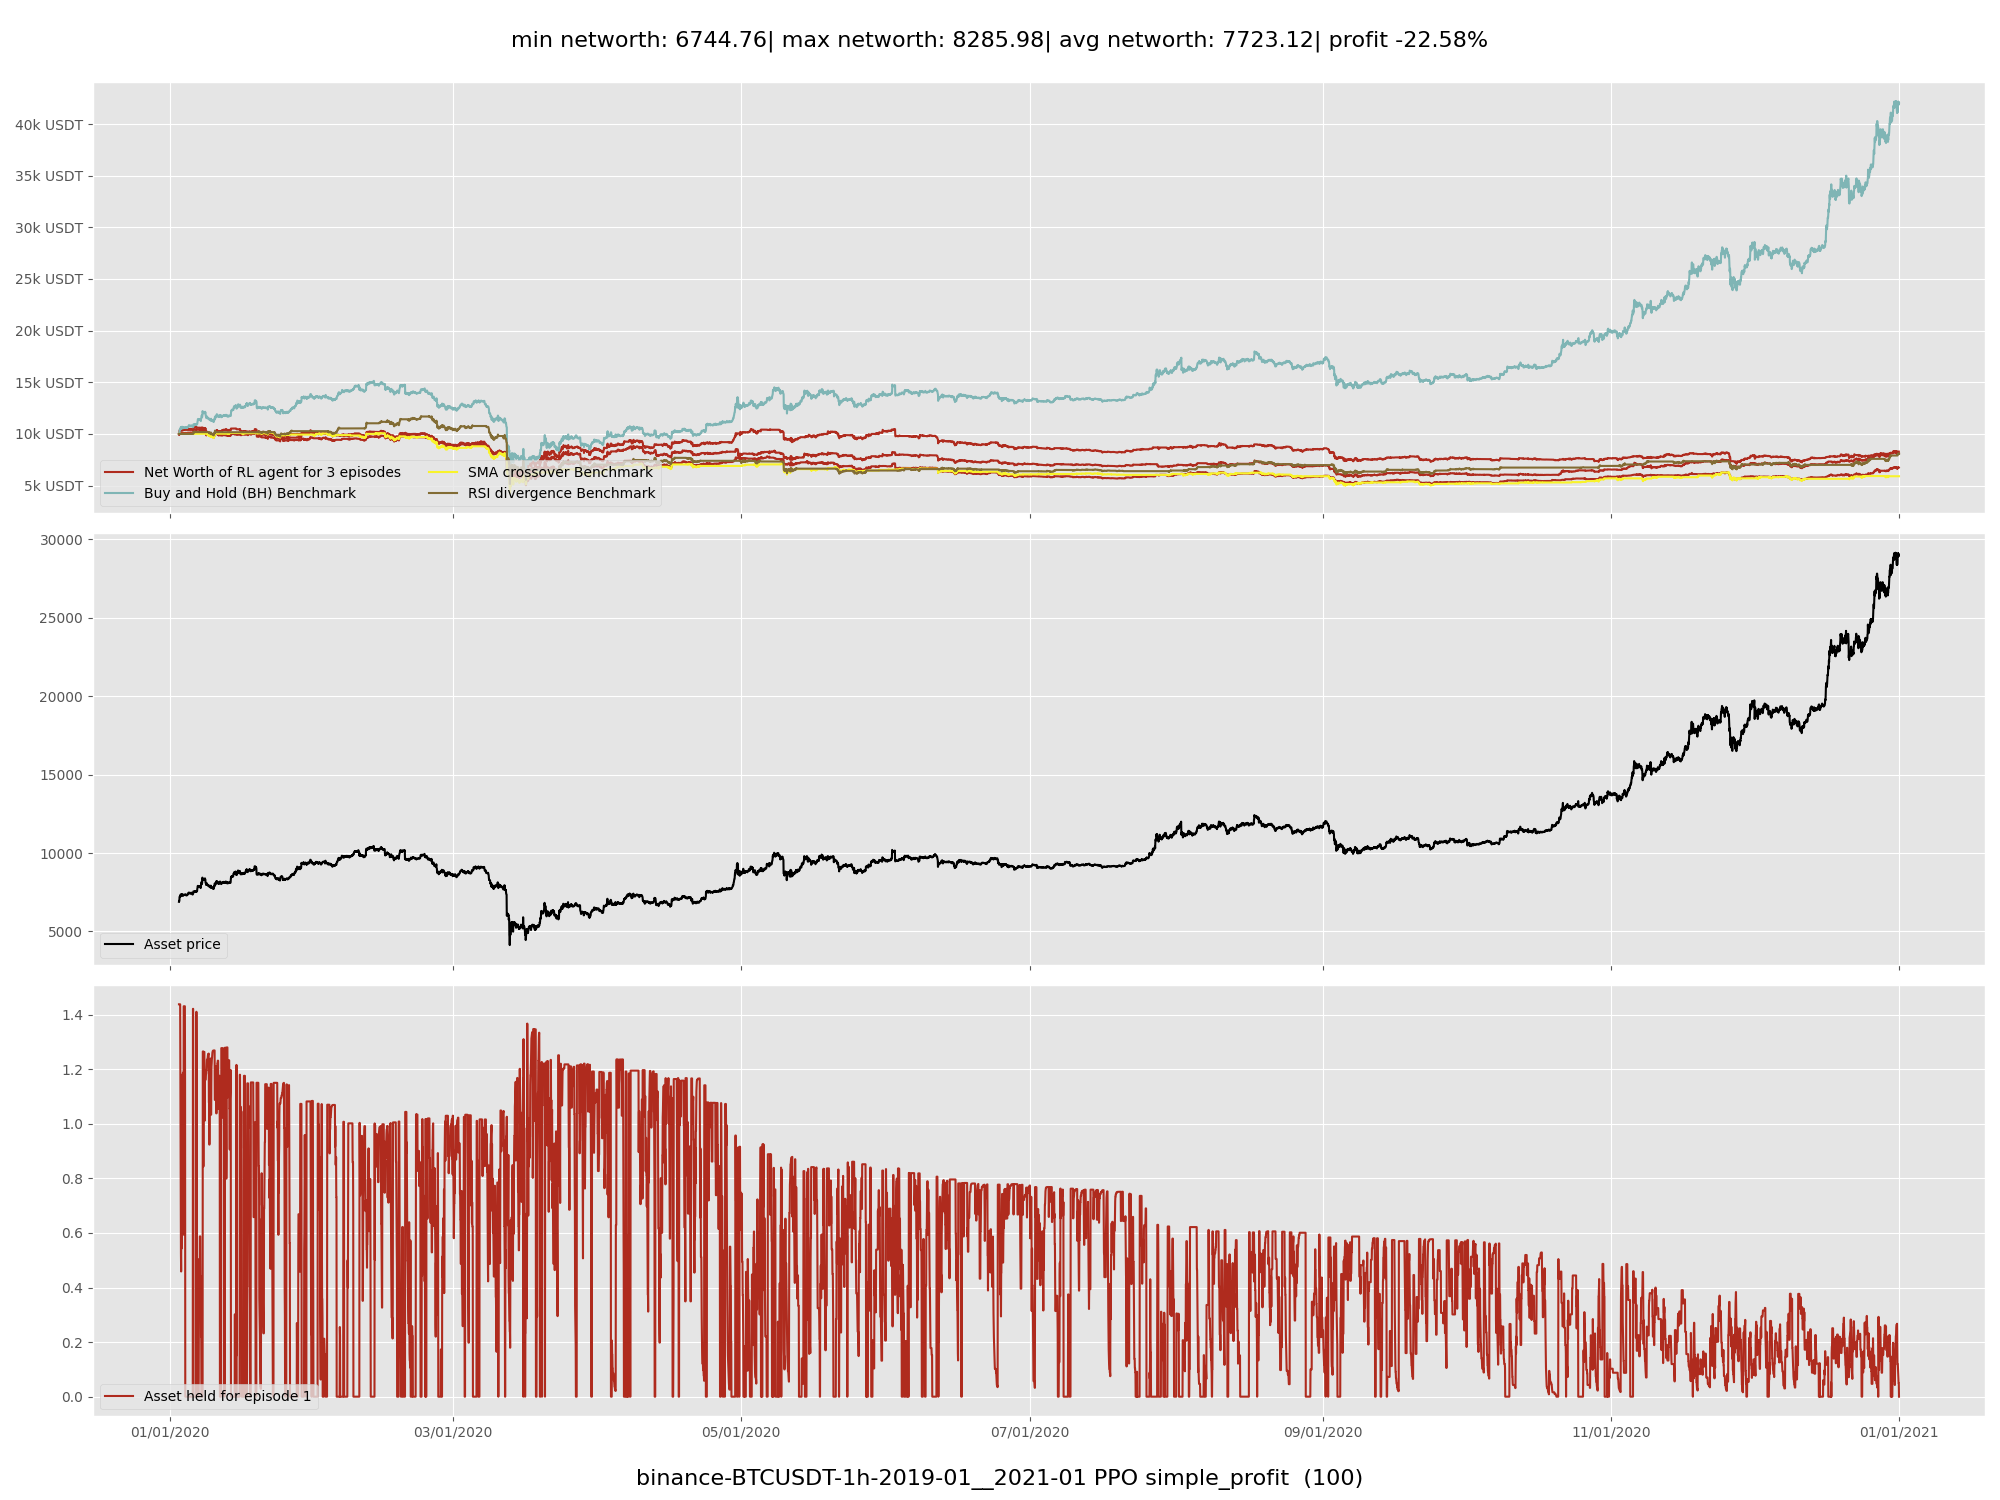 min networth: 6744.76| max networth: 8285.98| avg networth: 7723.12| profit -22.58%
40k USDT
35k USDT
30k USDT
25k USDT
20k USDT
15k USDT
10k USDT
5k USDT
Net Worth of RL agent for 3 episodes
Buy and Hold (BH) Benchmark
SMA crossover Benchmark
RSI divergence Benchmark
30000
25000
20000
15000
10000
5000
Asset price
1.4
1.2
1.0
0.8
0.6
0.4
0.2
0.0
Asset held for episode 1
01/01/2020
03/01/2020
05/01/2020
07/01/2020
09/01/2020
11/01/2020
01/01/2021
binance-BTCUSDT-1h-2019-01__2021-01 PPO simple_profit  (100)